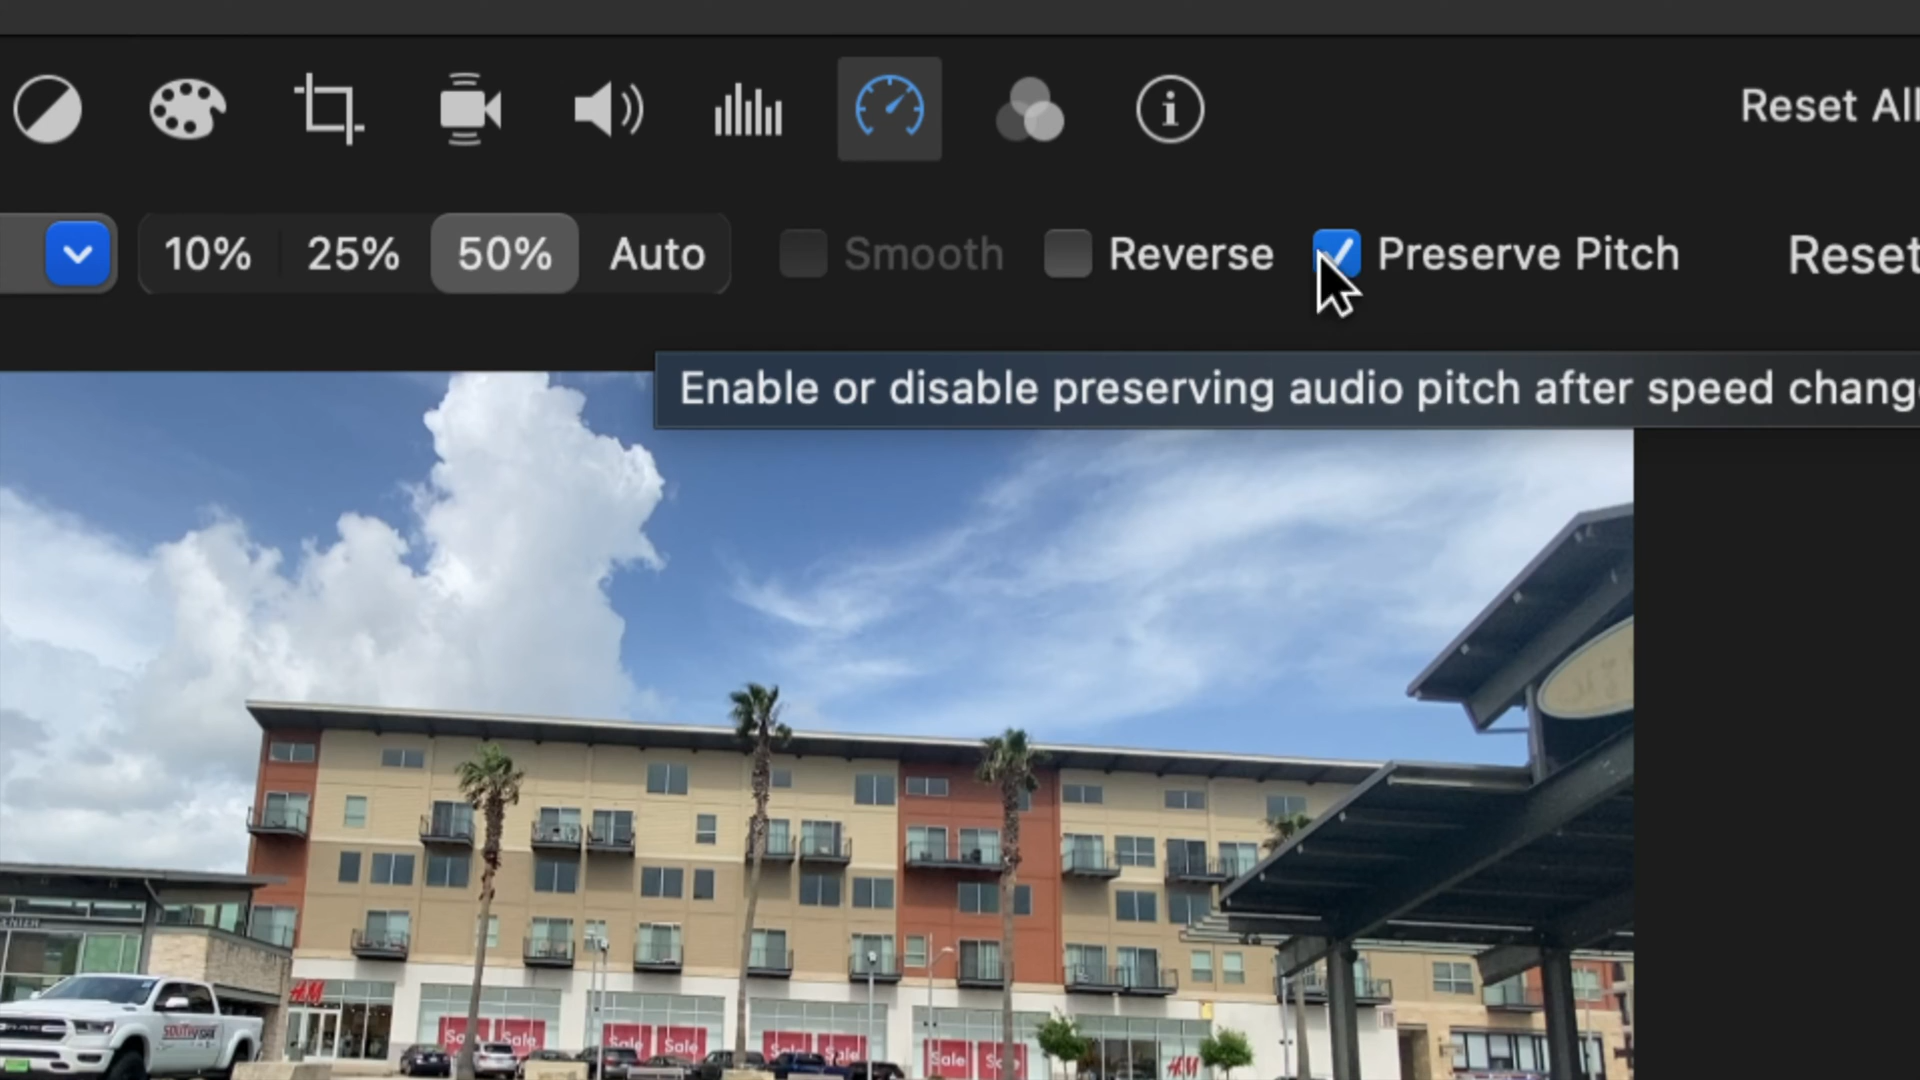 Reset All
10% 25% 50% Auto Smooth Reverse Preserve Pitch Reset
Enable or disable preserving audio pitch after speed chang
H&M
Sale Sale Sale Sale Sale Sale
H&M